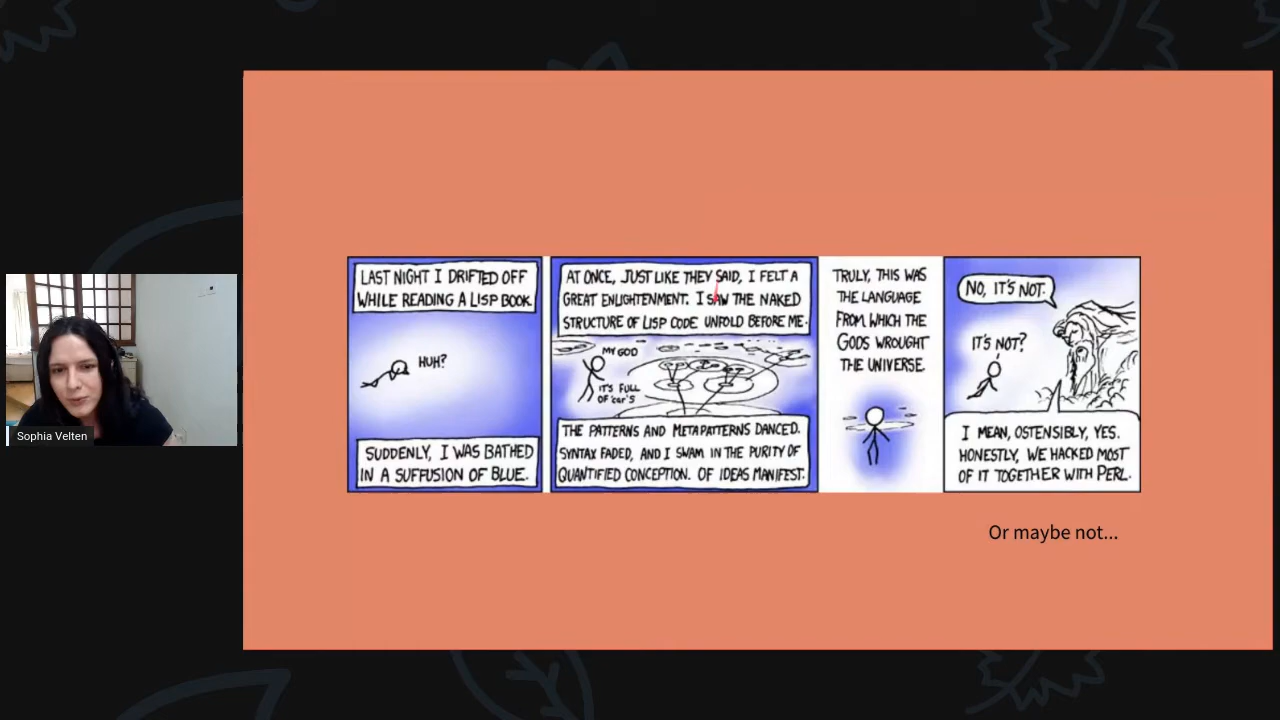 LAST NIGHT I DRIFTED OFF
WHILE READING A LISP BOOK.
HUH?
SUDDENLY, I WAS BATHED
IN A SUFFUSION OF BLUE.
AT ONCE, JUST LIKE THEY SAID, I FELT A
GREAT ENLIGHTENMENT. I SAW THE NAKED
STRUCTURE OF LISP CODE UNFOLD BEFORE ME.
MY GOD
IT'S FULL
OF 'car'S
THE PATTERNS AND METAPATTERNS DANCED.
SYNTAX FADED, AND I SWAM IN THE PURITY OF
QUANTIFIED CONCEPTION. OF IDEAS MANIFEST.
TRULY, THIS WAS
THE LANGUAGE
FROM WHICH THE
GODS WROUGHT
THE UNIVERSE.
NO, IT'S NOT.
IT'S NOT?
I MEAN, OSTENSIBLY, YES.
HONESTLY, WE HACKED MOST
OF IT TOGETHER WITH PERL.
Or maybe not...
Sophia Velten